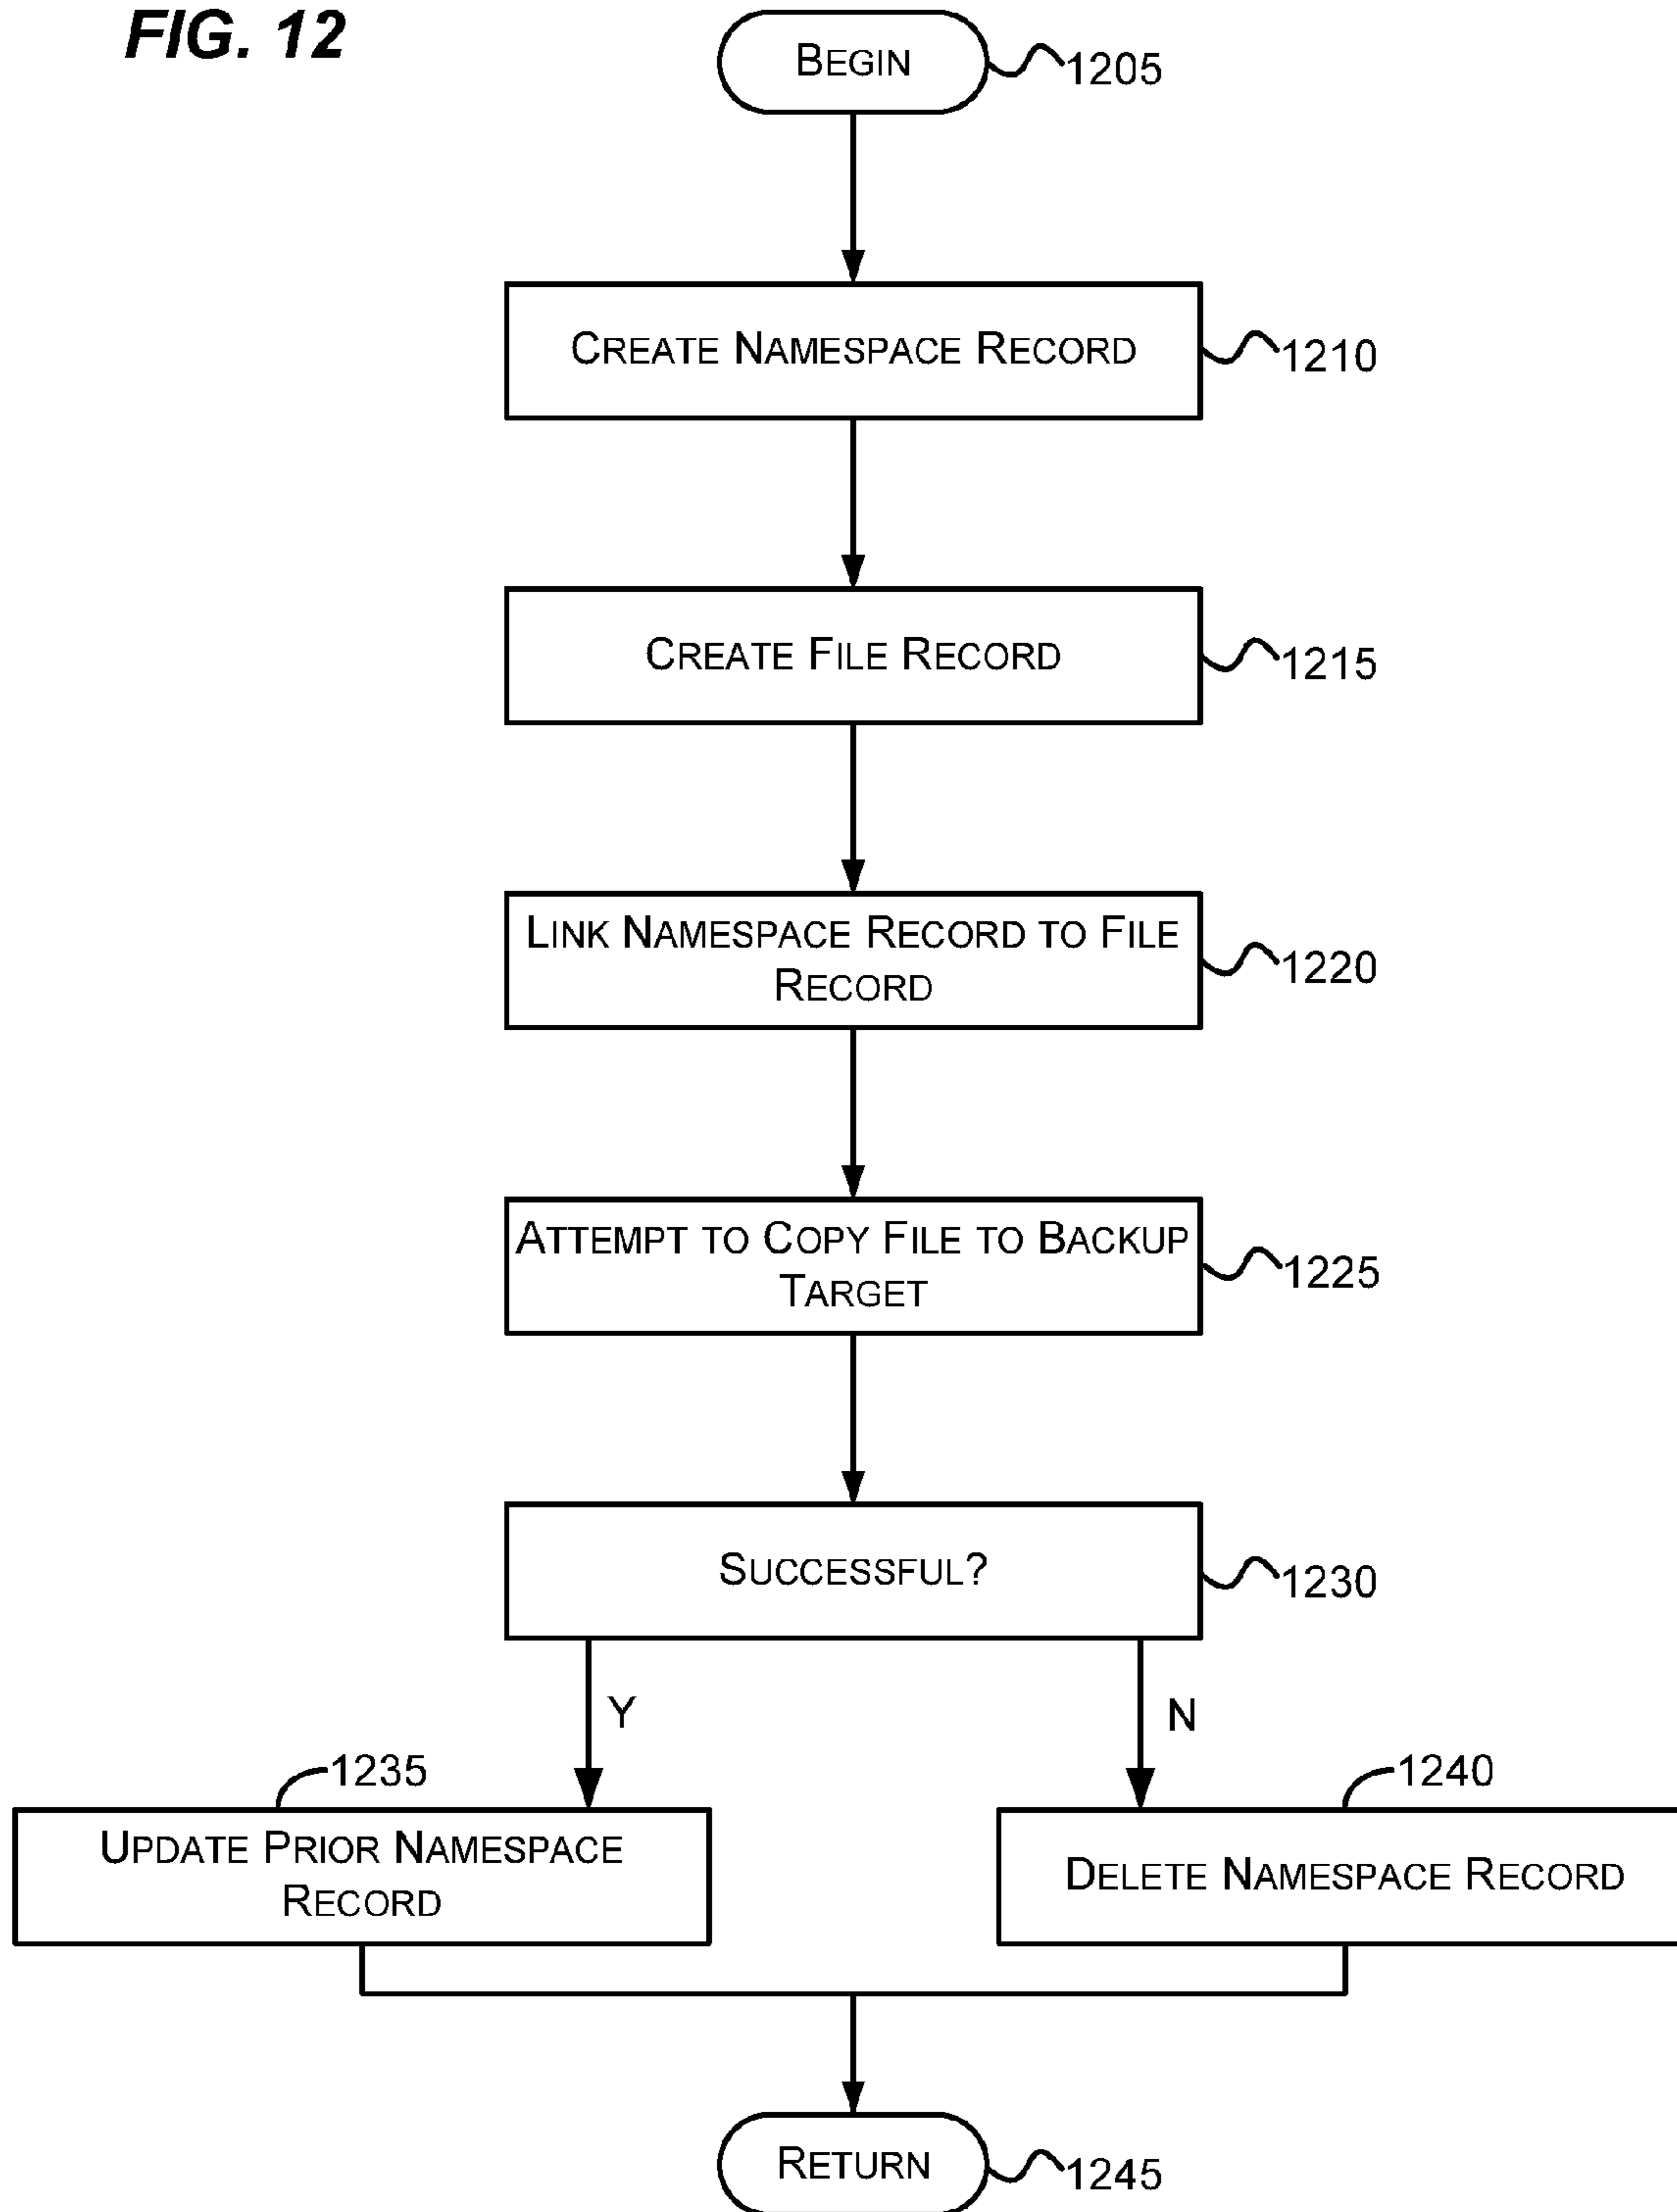 FIG. 12
BEGIN
1205
CREATE NAMESPACE RECORD
1210
CREATE FILE RECORD
1215
LINK NAMESPACE RECORD TO FILE
RECORD
1220
ATTEMPT TO COPY FILE TO BACKUP
TARGET
1225
SUCCESSFUL?
1230
Y
N
1235
1240
UPDATE PRIOR NAMESPACE
RECORD
DELETE NAMESPACE RECORD
RETURN
1245